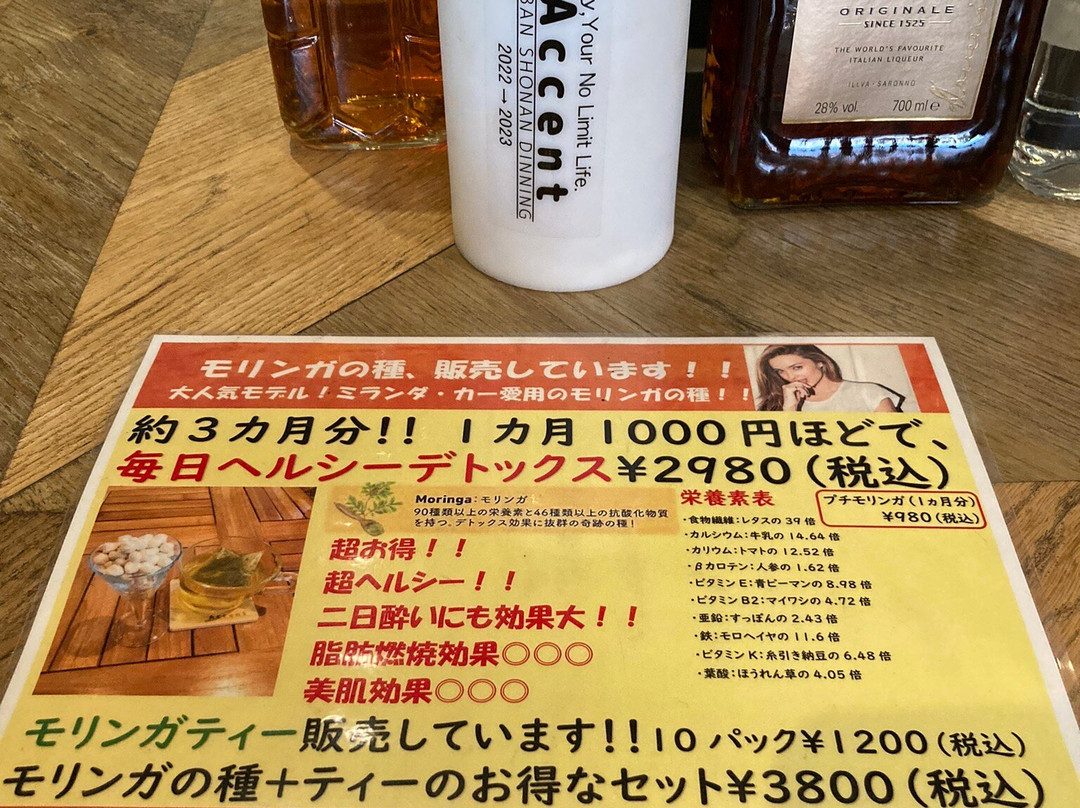 y, Your No Limit Life.
Accent
BAN SHONAN DINNING
2022→2023
ORIGINALE
SINCE 1525
THE WORLD'S FAVOURITE
ITALIAN LIQUEUR
ILLVA SARONNO
28% vol. 700 ml e
モリンガの種、販売しています！！
大人気モデル！ミランダ・カー愛用のモリンガの種！！
約３カ月分!! １カ月１０００円ほどで、
毎日ヘルシーデトックス¥2980（税込）
Moringa：モリンガ
90種類以上の栄養素と46種類以上の抗酸化物質
を持つ、デトックス効果に抜群の奇跡の種！
超お得！！
超ヘルシー！！
二日酔いにも効果大！！
脂肪燃焼効果○○○
美肌効果○○○
栄養素表
プチモリンガ（1ヵ月分）
¥980（税込）
・食物繊維：レタスの 39 倍
・カルシウム：牛乳の 14.64 倍
・カリウム：トマトの 12.52 倍
・βカロテン：人参の 1.62 倍
・ビタミン E：青ピーマンの 8.98 倍
・ビタミン B2：マイワシの 4.72 倍
・亜鉛：すっぽんの 2.43 倍
・鉄：モロヘイヤの 11.6 倍
・ビタミン K：糸引き納豆の 6.48 倍
・葉酸：ほうれん草の 4.05 倍
モリンガティー販売しています!!10 パック¥1200（税込）
モリンガの種＋ティーのお得なセット¥3800（税込）